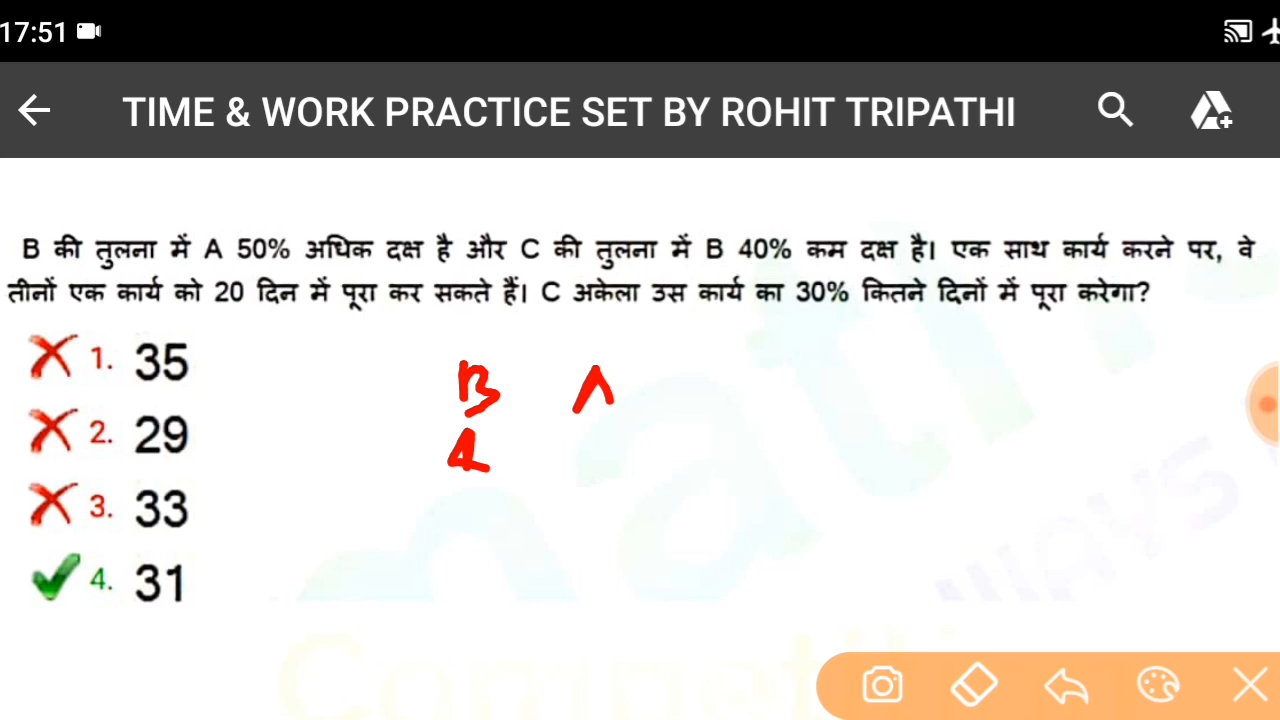 17:51
TIME & WORK PRACTICE SET BY ROHIT TRIPATHI
B की तुलना में A 50% अधिक दक्ष है और C की तुलना में B 40% कम दक्ष है। एक साथ कार्य करने पर, वे
तीनों एक कार्य को 20 दिन में पूरा कर सकते हैं। C अकेला उस कार्य का 30% कितने दिनों में पूरा करेगा?
1. 35
2. 29
3. 33
4. 31
B A